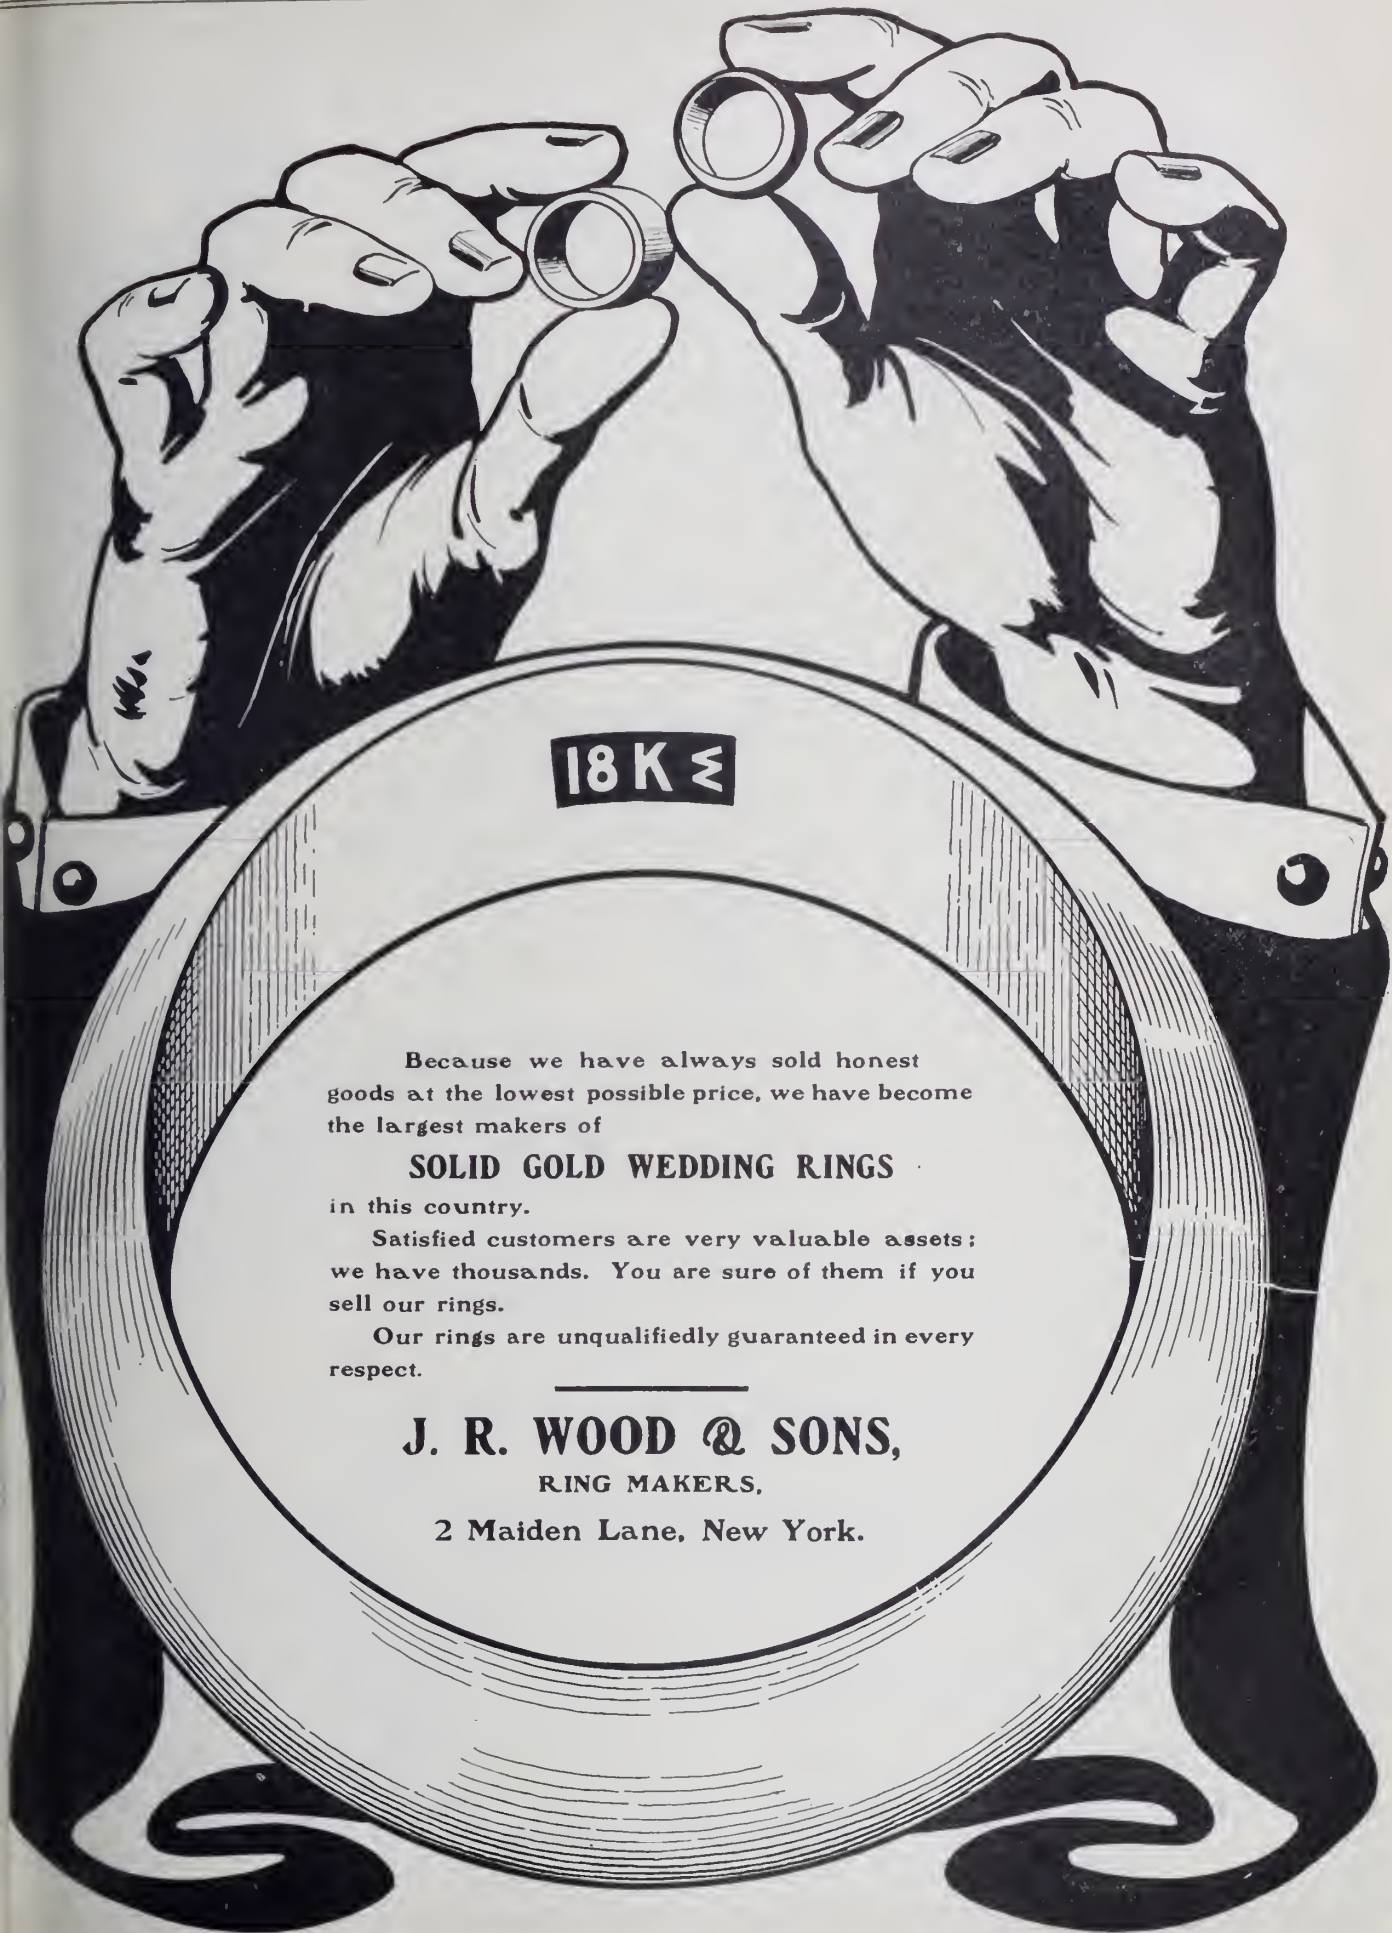 18K W
Because we have always sold honest
goods at the lowest possible price, we have become
the largest makers of
SOLID GOLD WEDDING RINGS
in this country.
Satisfied customers are very valuable assets;
we have thousands. You are sure of them if you
sell our rings.
Our rings are unqualifiedly guaranteed in every
respect.
J. R. WOOD & SONS,
RING MAKERS,
2 Maiden Lane, New York.